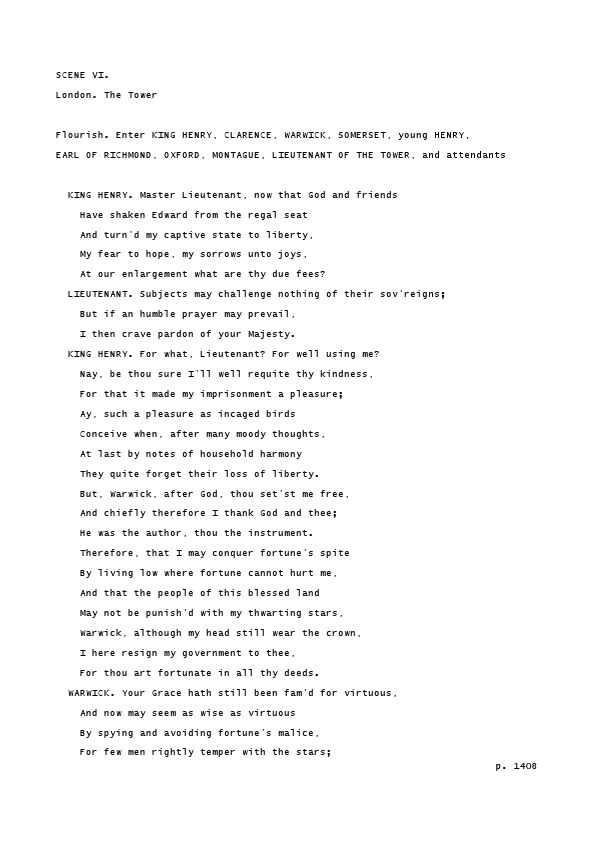 SCENE VI.
London. The Tower
Flourish. Enter KING HENRY, CLARENCE, WARWICK, SOMERSET, young HENRY,
EARL OF RICHMOND, OXFORD, MONTAGUE, LIEUTENANT OF THE TOWER, and attendants
KING HENRY. Master Lieutenant, now that God and friends
Have shaken Edward from the regal seat
And turn'd my captive state to liberty,
My fear to hope, my sorrows unto joys,
At our enlargement what are thy due fees?
LIEUTENANT. Subjects may challenge nothing of their sov'reigns;
But if an humble prayer may prevail,
I then crave pardon of your Majesty.
KING HENRY. For what, Lieutenant? For well using me?
Nay, be thou sure I'll well requite thy kindness,
For that it made my imprisonment a pleasure;
Ay, such a pleasure as incaged birds
Conceive when, after many moody thoughts,
At last by notes of household harmony
They quite forget their loss of liberty.
But, Warwick, after God, thou set'st me free,
And chiefly therefore I thank God and thee;
He was the author, thou the instrument.
Therefore, that I may conquer fortune's spite
By living low where fortune cannot hurt me,
And that the people of this blessed land
May not be punish'd with my thwarting stars,
Warwick, although my head still wear the crown,
I here resign my government to thee,
For thou art fortunate in all thy deeds.
WARWICK. Your Grace hath still been fam'd for virtuous,
And now may seem as wise as virtuous
By spying and avoiding fortune's malice,
For few men rightly temper with the stars;
p. 1408